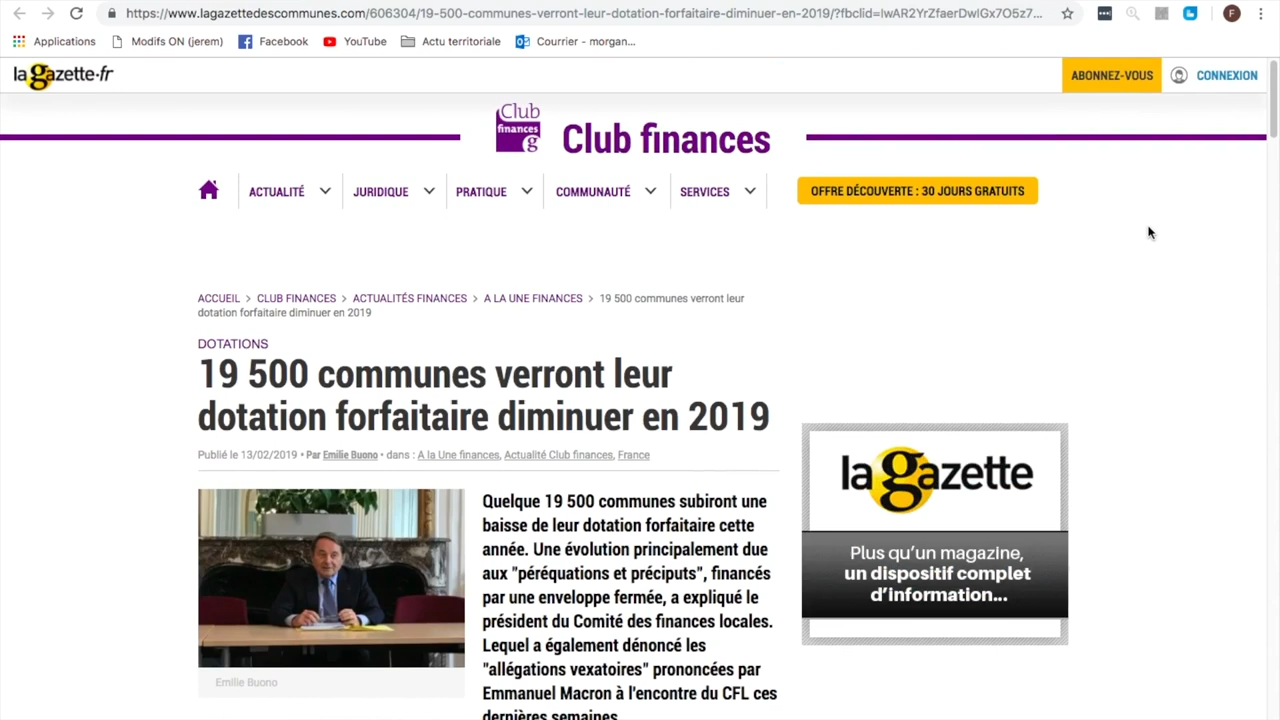 https://www.lagazettedescommunes.com/606304/19-500-communes-verront-leur-dotation-forfaitaire-diminuer-en-2019/?fbclid=IwAR2YrZfaerDwIGx7O5z7...
F
Applications
Modifs ON (jerem)
Facebook
YouTube
Actu territoriale
Courrier - morgan...
la gazette·fr
ABONNEZ-VOUS
CONNEXION
Club
finances
g
Club finances
ACTUALITÉ
JURIDIQUE
PRATIQUE
COMMUNAUTÉ
SERVICES
OFFRE DÉCOUVERTE : 30 JOURS GRATUITS
ACCUEIL > CLUB FINANCES > ACTUALITÉS FINANCES > A LA UNE FINANCES > 19 500 communes verront leur
dotation forfaitaire diminuer en 2019
DOTATIONS
19 500 communes verront leur
dotation forfaitaire diminuer en 2019
Publié le 13/02/2019 • Par Emilie Buono • dans : A la Une finances, Actualité Club finances, France
Quelque 19 500 communes subiront une
baisse de leur dotation forfaitaire cette
année. Une évolution principalement due
aux "péréquations et préciputs", financés
par une enveloppe fermée, a expliqué le
président du Comité des finances locales.
Lequel a également dénoncé les
"allégations vexatoires" prononcées par
Emmanuel Macron à l'encontre du CFL ces
dernières semaines.
Emilie Buono
la gazette
Plus qu'un magazine,
un dispositif complet
d'information...